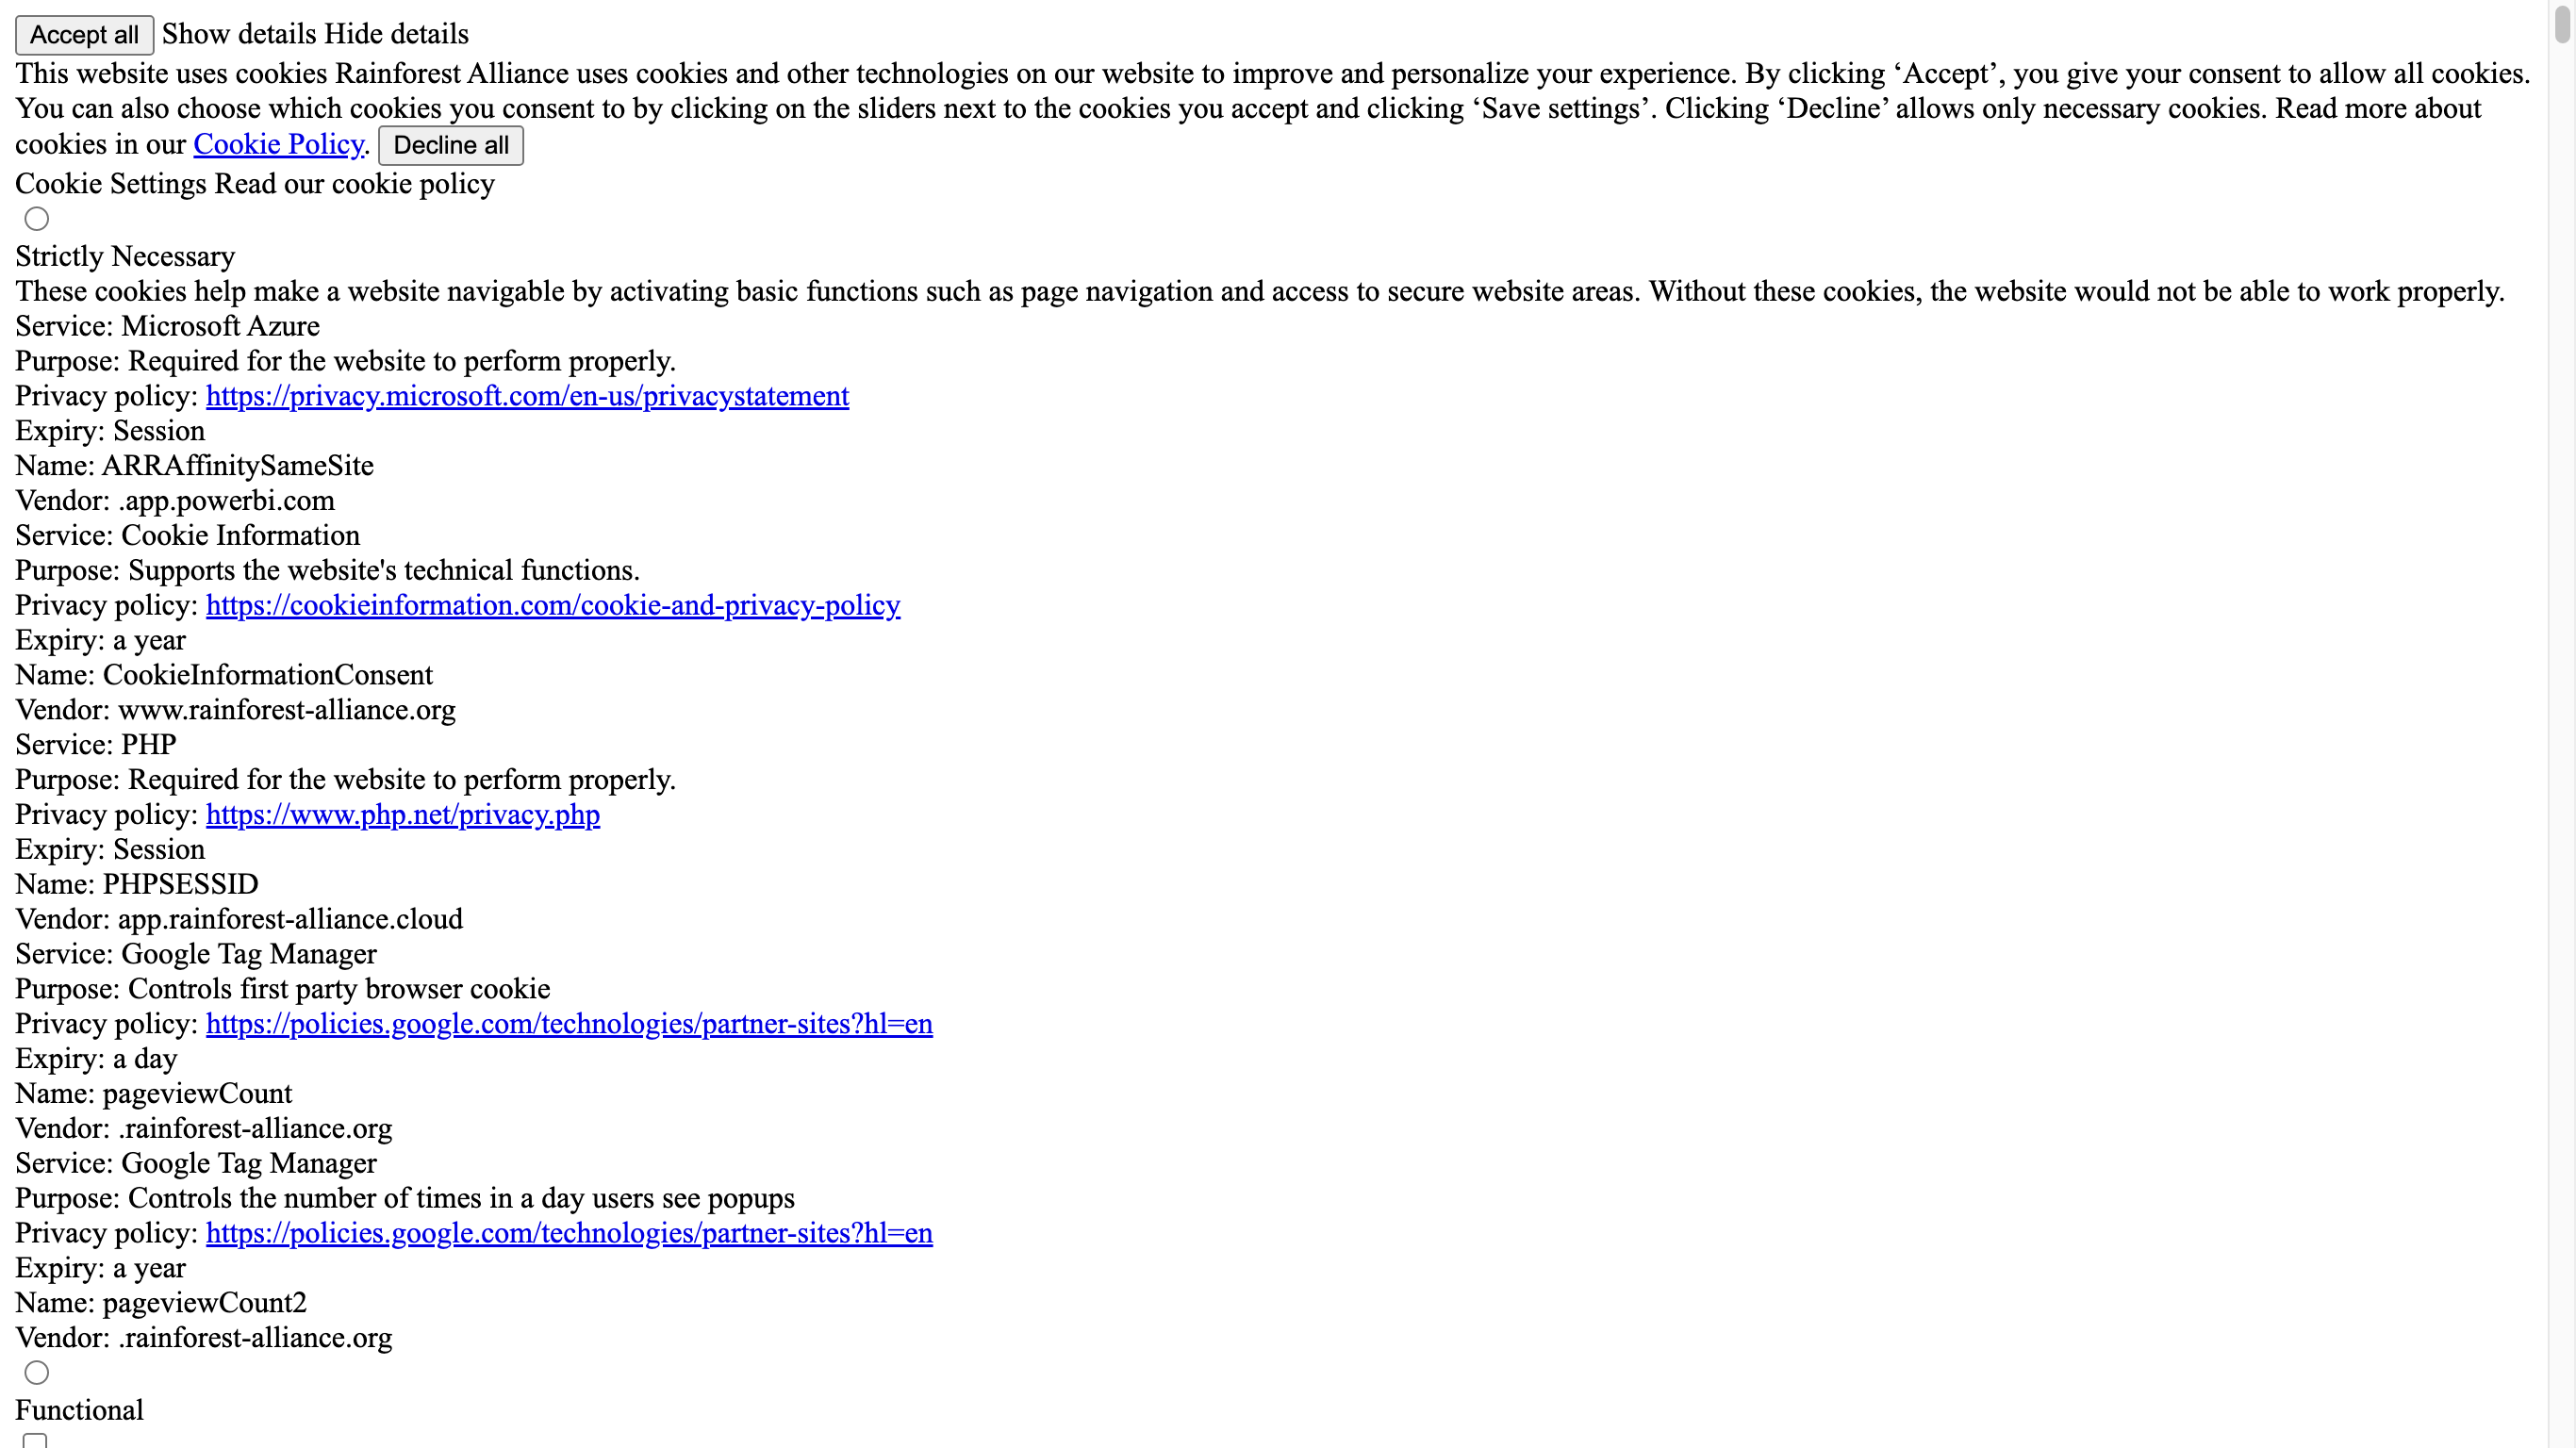 Accept all Show details Hide details
This website uses cookies Rainforest Alliance uses cookies and other technologies on our website to improve and personalize your experience. By clicking ‘Accept’, you give your consent to allow all cookies.
You can also choose which cookies you consent to by clicking on the sliders next to the cookies you accept and clicking ‘Save settings’. Clicking ‘Decline’ allows only necessary cookies. Read more about
cookies in our Cookie Policy. Decline all
Cookie Settings Read our cookie policy
Strictly Necessary
These cookies help make a website navigable by activating basic functions such as page navigation and access to secure website areas. Without these cookies, the website would not be able to work properly.
Service: Microsoft Azure
Purpose: Required for the website to perform properly.
Privacy policy: https://privacy.microsoft.com/en-us/privacystatement
Expiry: Session
Name: ARRAffinitySameSite
Vendor: .app.powerbi.com
Service: Cookie Information
Purpose: Supports the website's technical functions.
Privacy policy: https://cookieinformation.com/cookie-and-privacy-policy
Expiry: a year
Name: CookieInformationConsent
Vendor: www.rainforest-alliance.org
Service: PHP
Purpose: Required for the website to perform properly.
Privacy policy: https://www.php.net/privacy.php
Expiry: Session
Name: PHPSESSID
Vendor: app.rainforest-alliance.cloud
Service: Google Tag Manager
Purpose: Controls first party browser cookie
Privacy policy: https://policies.google.com/technologies/partner-sites?hl=en
Expiry: a day
Name: pageviewCount
Vendor: .rainforest-alliance.org
Service: Google Tag Manager
Purpose: Controls the number of times in a day users see popups
Privacy policy: https://policies.google.com/technologies/partner-sites?hl=en
Expiry: a year
Name: pageviewCount2
Vendor: .rainforest-alliance.org
Functional